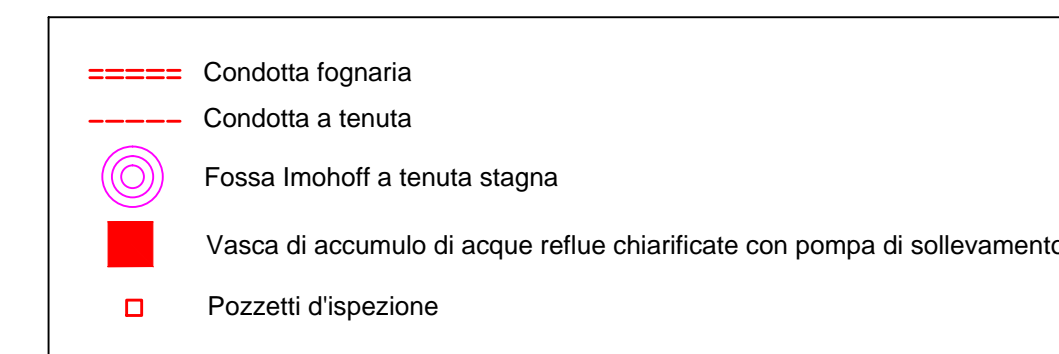 Condotta fognaria
Condotta a tenuta
Fossa Imohoff a tenuta stagna
Vasca di accumulo di acque reflue chiarificate con pompa di sollevamento
Pozzetti d'ispezione